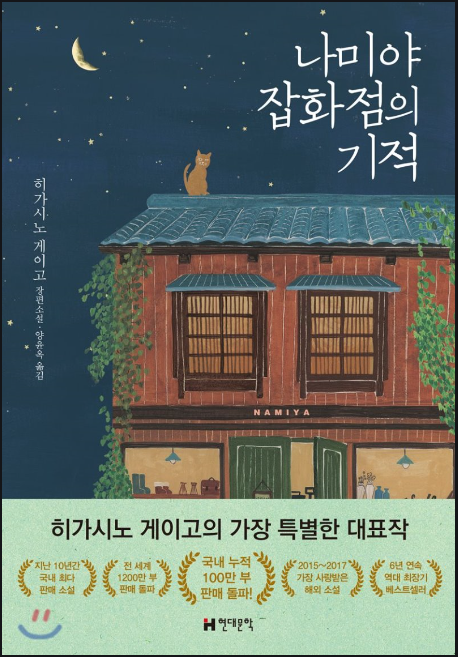 나미야
잡화점의
기적
히가시노 게이고 장편소설 · 양윤옥 옮김
NAMIYA
히가시노 게이고의 가장 특별한 대표작
지난 10년간
국내 최다
판매 소설
전 세계
1200만 부
판매 돌파
국내 누적
100만 부
판매 돌파!
2015~2017
가장 사랑받은
해외 소설
6년 연속
역대 최장기
베스트셀러
현대문학